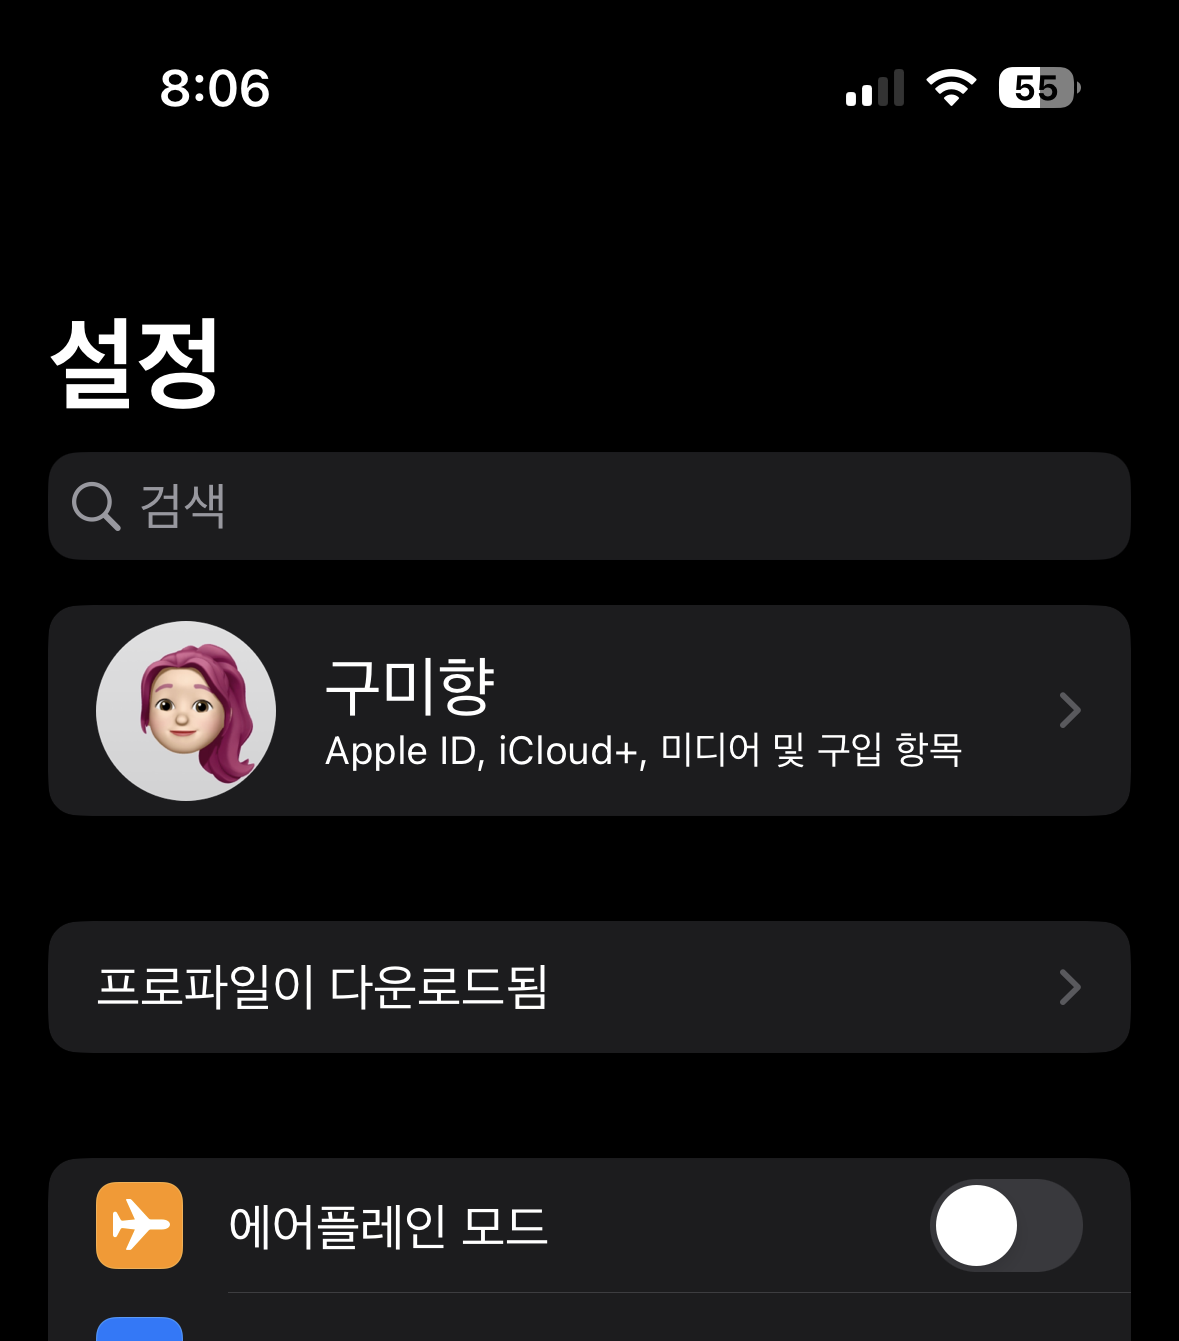 8:06
55
설정
검색
구미향
Apple ID, iCloud+, 미디어 및 구입 항목
프로파일이 다운로드됨
에어플레인 모드